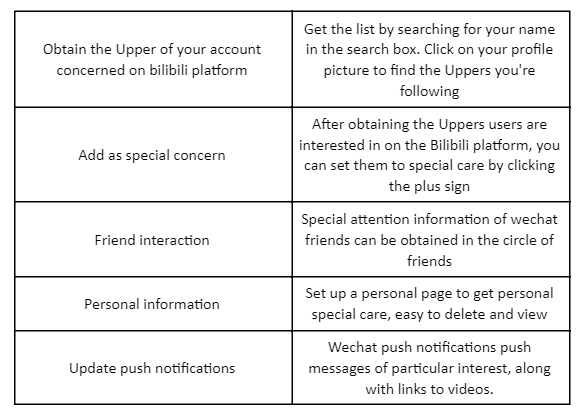 Obtain the Upper of your account
concerned on bilibili platform
Get the list by searching for your name
in the search box. Click on your profile
picture to find the Uppers you're
following
Add as special concern
After obtaining the Uppers users are
interested in on the Bilibili platform, you
can set them to special care by clicking
the plus sign
Friend interaction
Special attention information of wechat
friends can be obtained in the circle of
friends
Personal information
Set up a personal page to get personal
special care, easy to delete and view
Update push notifications
Wechat push notifications push
messages of particular interest, along
with links to videos.